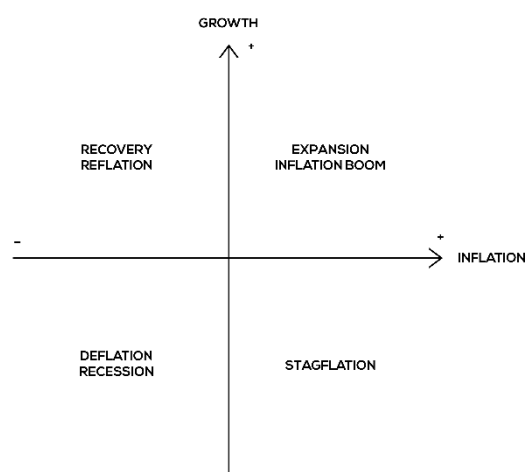 GROWTH
+
RECOVERY
REFLATION
EXPANSION
INFLATION BOOM
-
+
INFLATION
DEFLATION
RECESSION
STAGFLATION